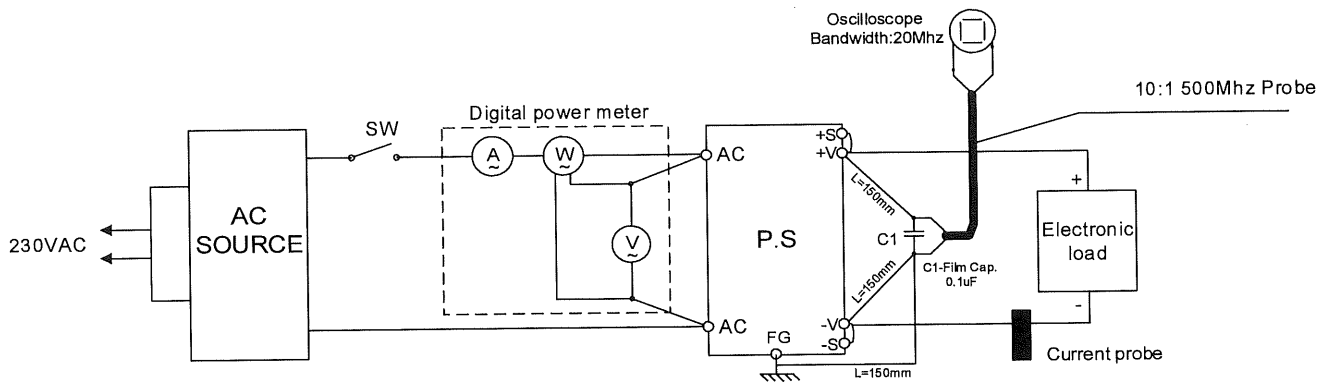 Oscilloscope
Bandwidth:20Mhz
10:1 500Mhz Probe
Digital power meter
SW
A
~
W
~
AC
+S
+V
L=150mm
+
230VAC
AC
SOURCE
V
~
P.S
C1
Electronic
load
C1-Film Cap.
0.1uF
L=150mm
-
AC
-V
-S
FG
L=150mm
Current probe